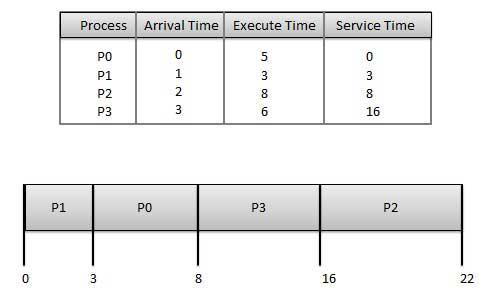 Process Arrival Time Execute Time Service Time
P0 0 5 0
P1 1 3 3
P2 2 8 8
P3 3 6 16
P1 P0 P3 P2
0 3 8 16 22